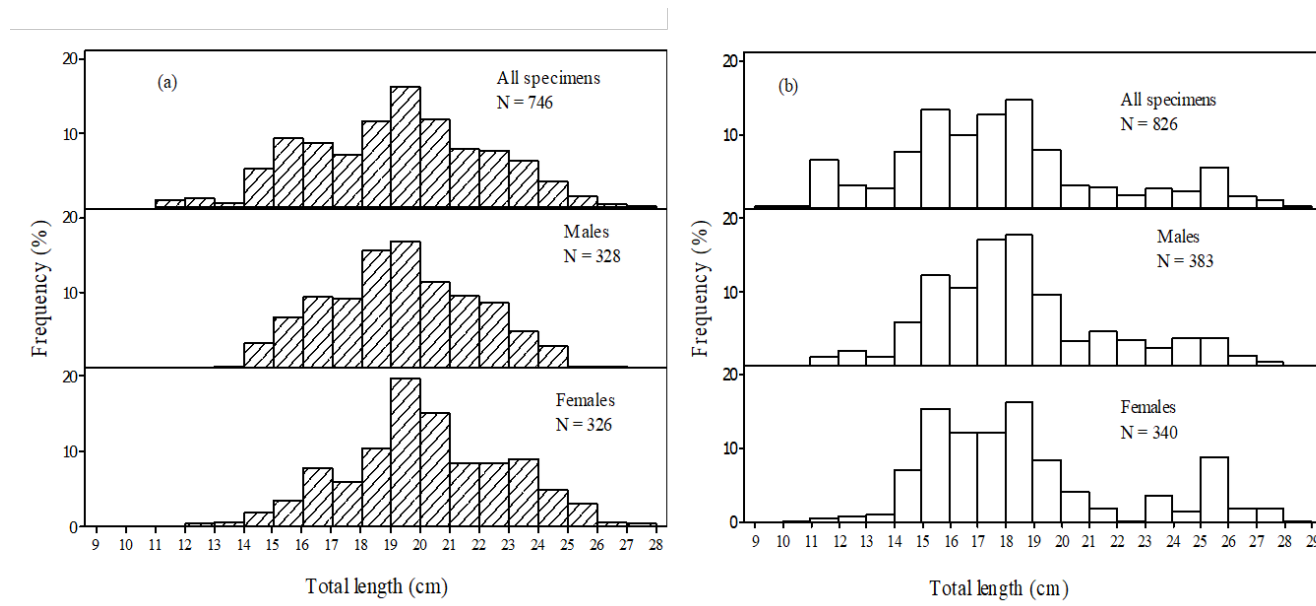 (a)
All specimens
N = 746
Males
N = 328
Females
N = 326
20
10
20
10
20
10
0
Frequency (%)
9 10 11 12 13 14 15 16 17 18 19 20 21 22 23 24 25 26 27 28
Total length (cm)
(b)
All specimens
N = 826
Males
N = 383
Females
N = 340
20
10
20
10
20
10
0
Frequency (%)
9 10 11 12 13 14 15 16 17 18 19 20 21 22 23 24 25 26 27 28 29
Total length (cm)